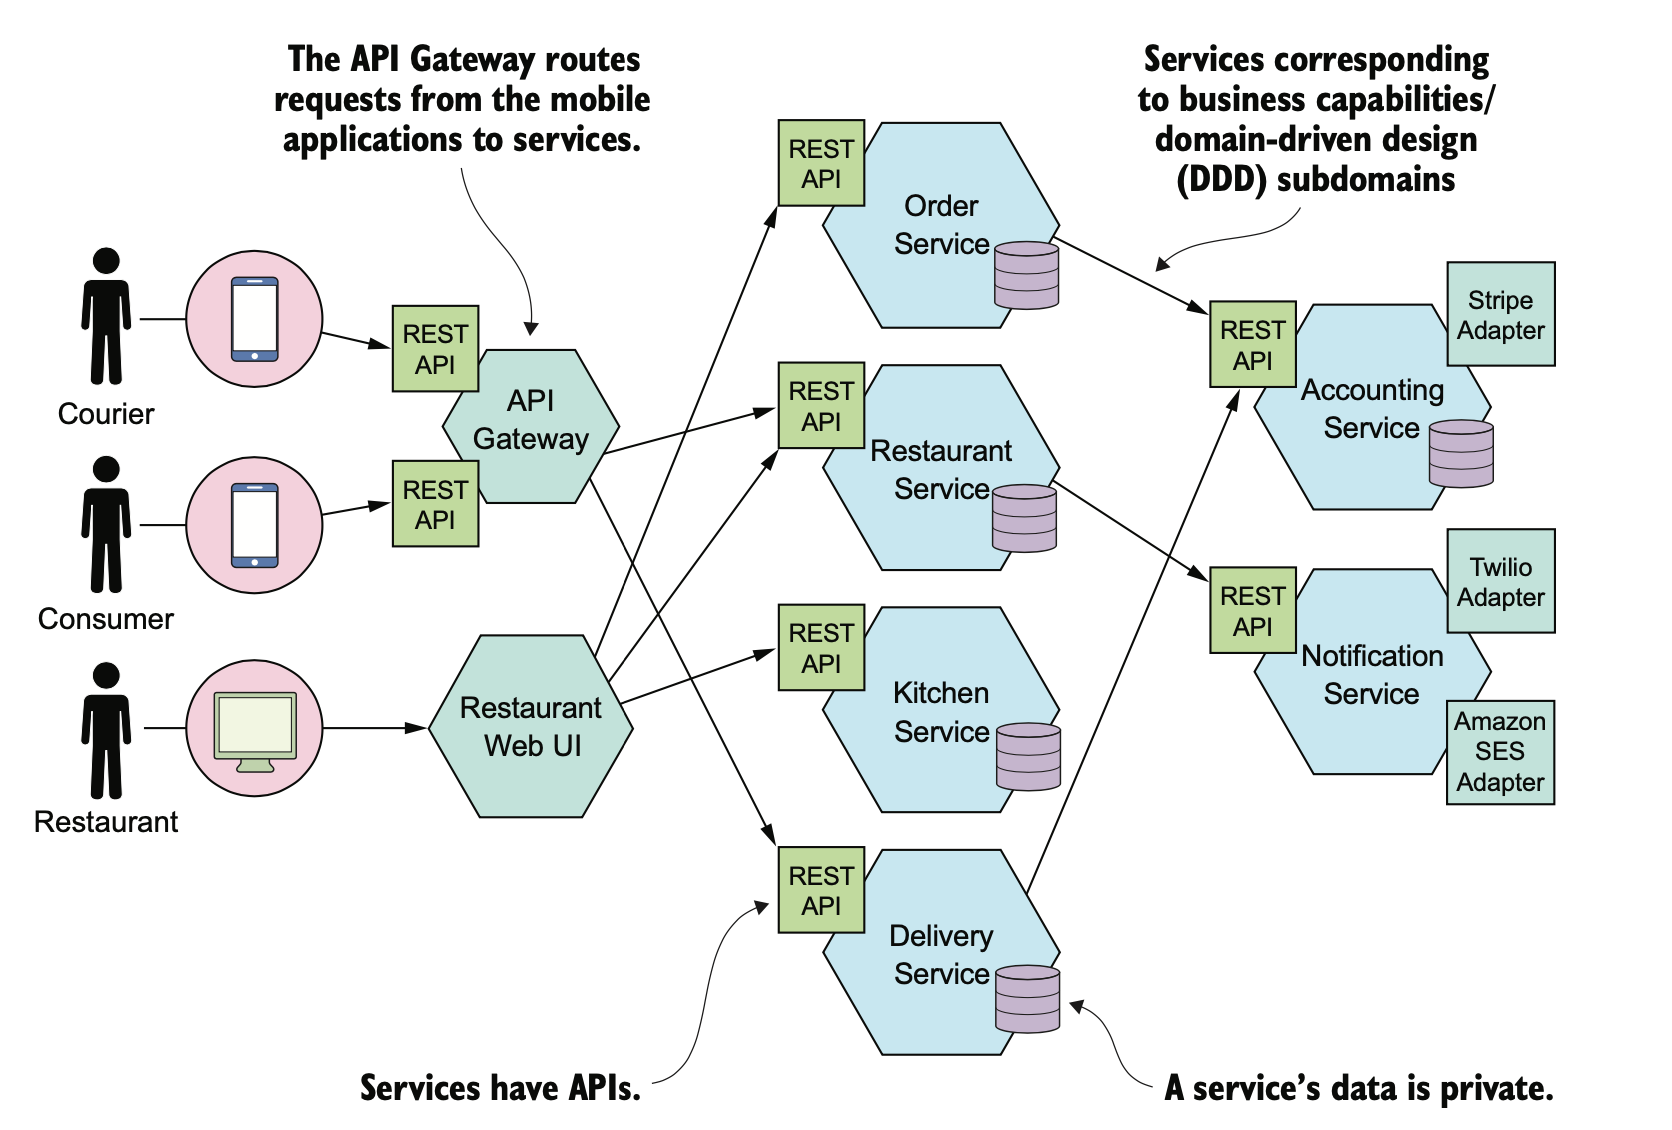 The API Gateway routes
requests from the mobile
applications to services.
Services corresponding
to business capabilities/
domain-driven design
(DDD) subdomains
Courier
Consumer
Restaurant
REST
API
API
Gateway
REST
API
Restaurant
Web UI
REST
API
Order
Service
REST
API
Restaurant
Service
REST
API
Kitchen
Service
REST
API
Delivery
Service
REST
API
Accounting
Service
Stripe
Adapter
REST
API
Notification
Service
Twilio
Adapter
Amazon
SES
Adapter
Services have APIs.
A service's data is private.